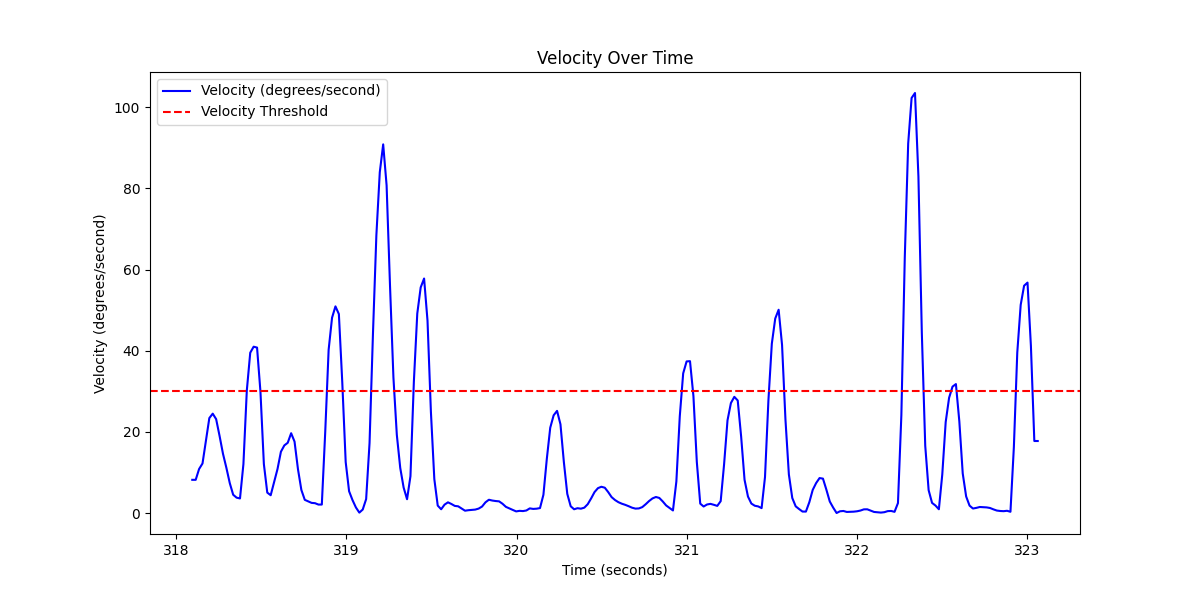 Velocity Over Time
Velocity (degrees/second)
Velocity Threshold
Velocity (degrees/second)
100
80
60
40
20
0
318 319 320 321 322 323
Time (seconds)